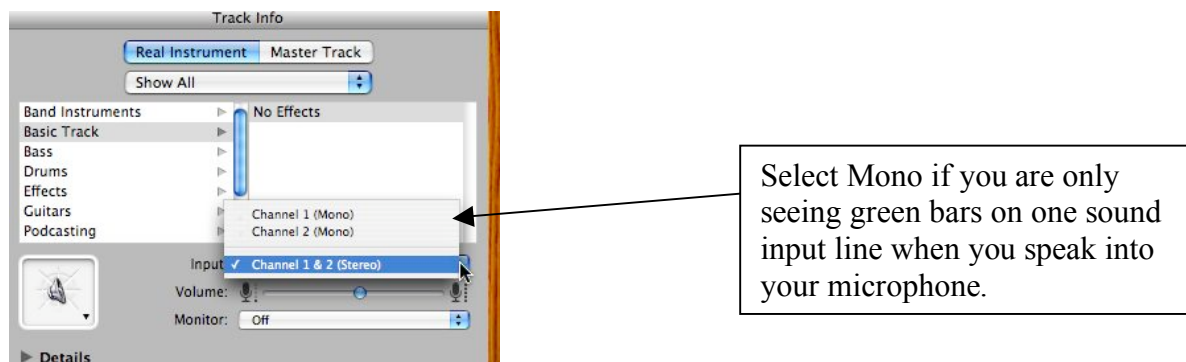 Track Info
Real Instrument Master Track
Show All
Band Instruments
Basic Track
Bass
Drums
Effects
Guitars
Podcasting
No Effects
Channel 1 (Mono)
Channel 2 (Mono)
Input ✓ Channel 1 & 2 (Stereo)
Volume:
Monitor: Off
Details
Select Mono if you are only
seeing green bars on one sound
input line when you speak into
your microphone.